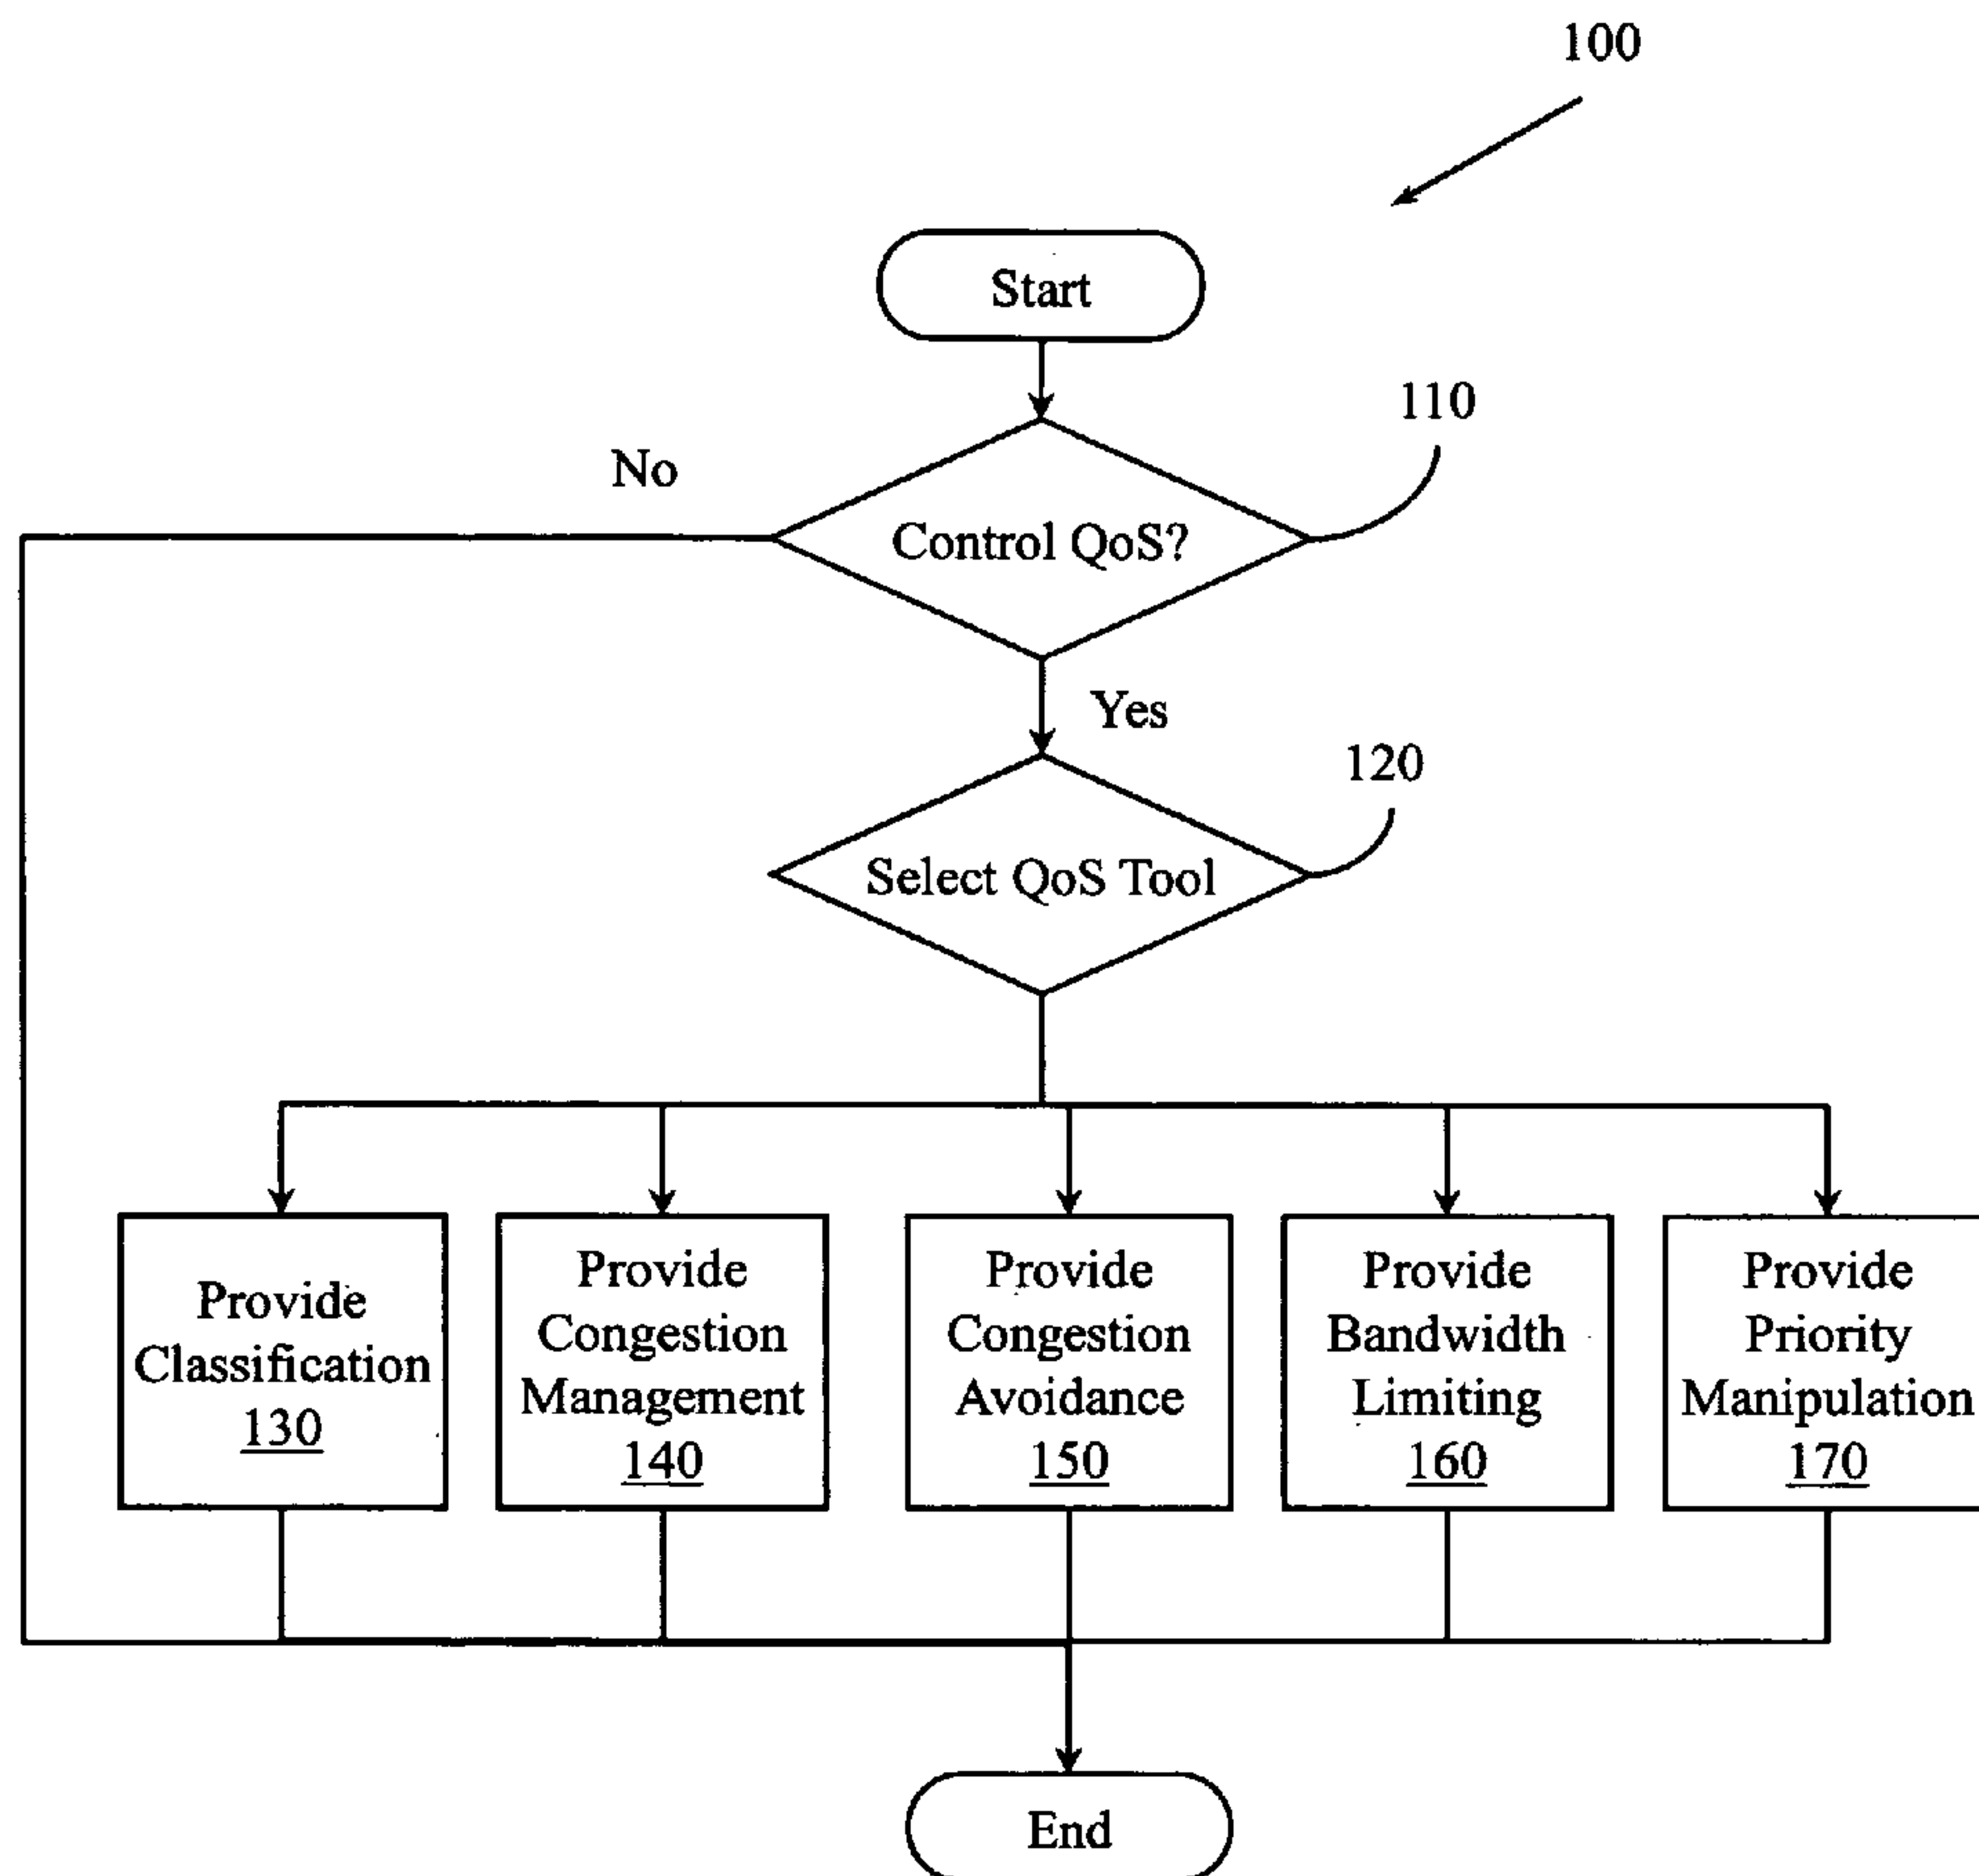 100
Start
110
No
Control QoS?
Yes
120
Select QoS Tool
Provide
Classification
130
Provide
Congestion
Management
140
Provide
Congestion
Avoidance
150
Provide
Bandwidth
Limiting
160
Provide
Priority
Manipulation
170
End